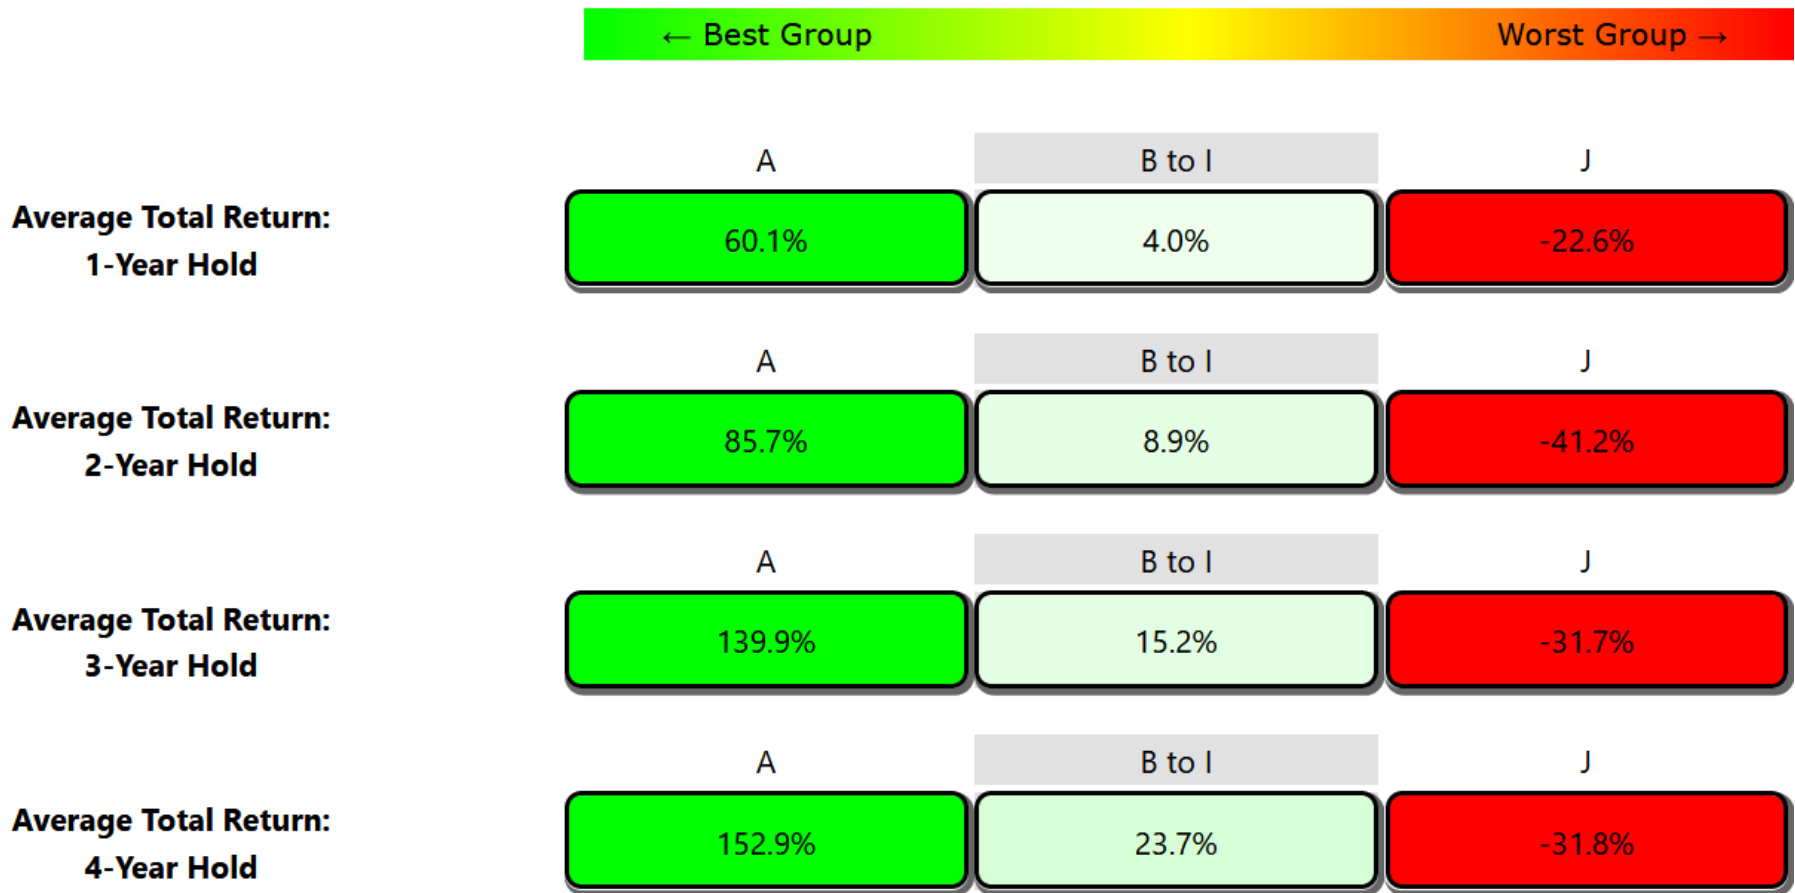 ← Best Group Worst Group →
A B to I J
Average Total Return:
1-Year Hold
60.1% 4.0% -22.6%
A B to I J
Average Total Return:
2-Year Hold
85.7% 8.9% -41.2%
A B to I J
Average Total Return:
3-Year Hold
139.9% 15.2% -31.7%
A B to I J
Average Total Return:
4-Year Hold
152.9% 23.7% -31.8%